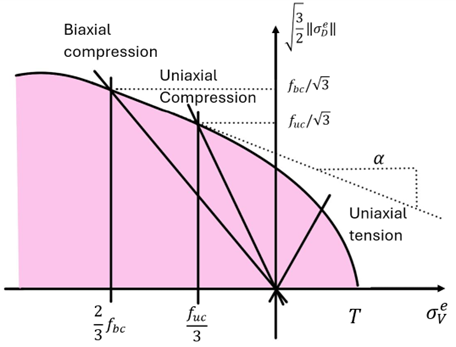 Biaxial
compression
√(3/2) ‖σ_D^e‖
Uniaxial
Compression
f_bc/√3
f_uc/√3
α
Uniaxial
tension
2/3 f_bc
f_uc/3
T
σ_V^e